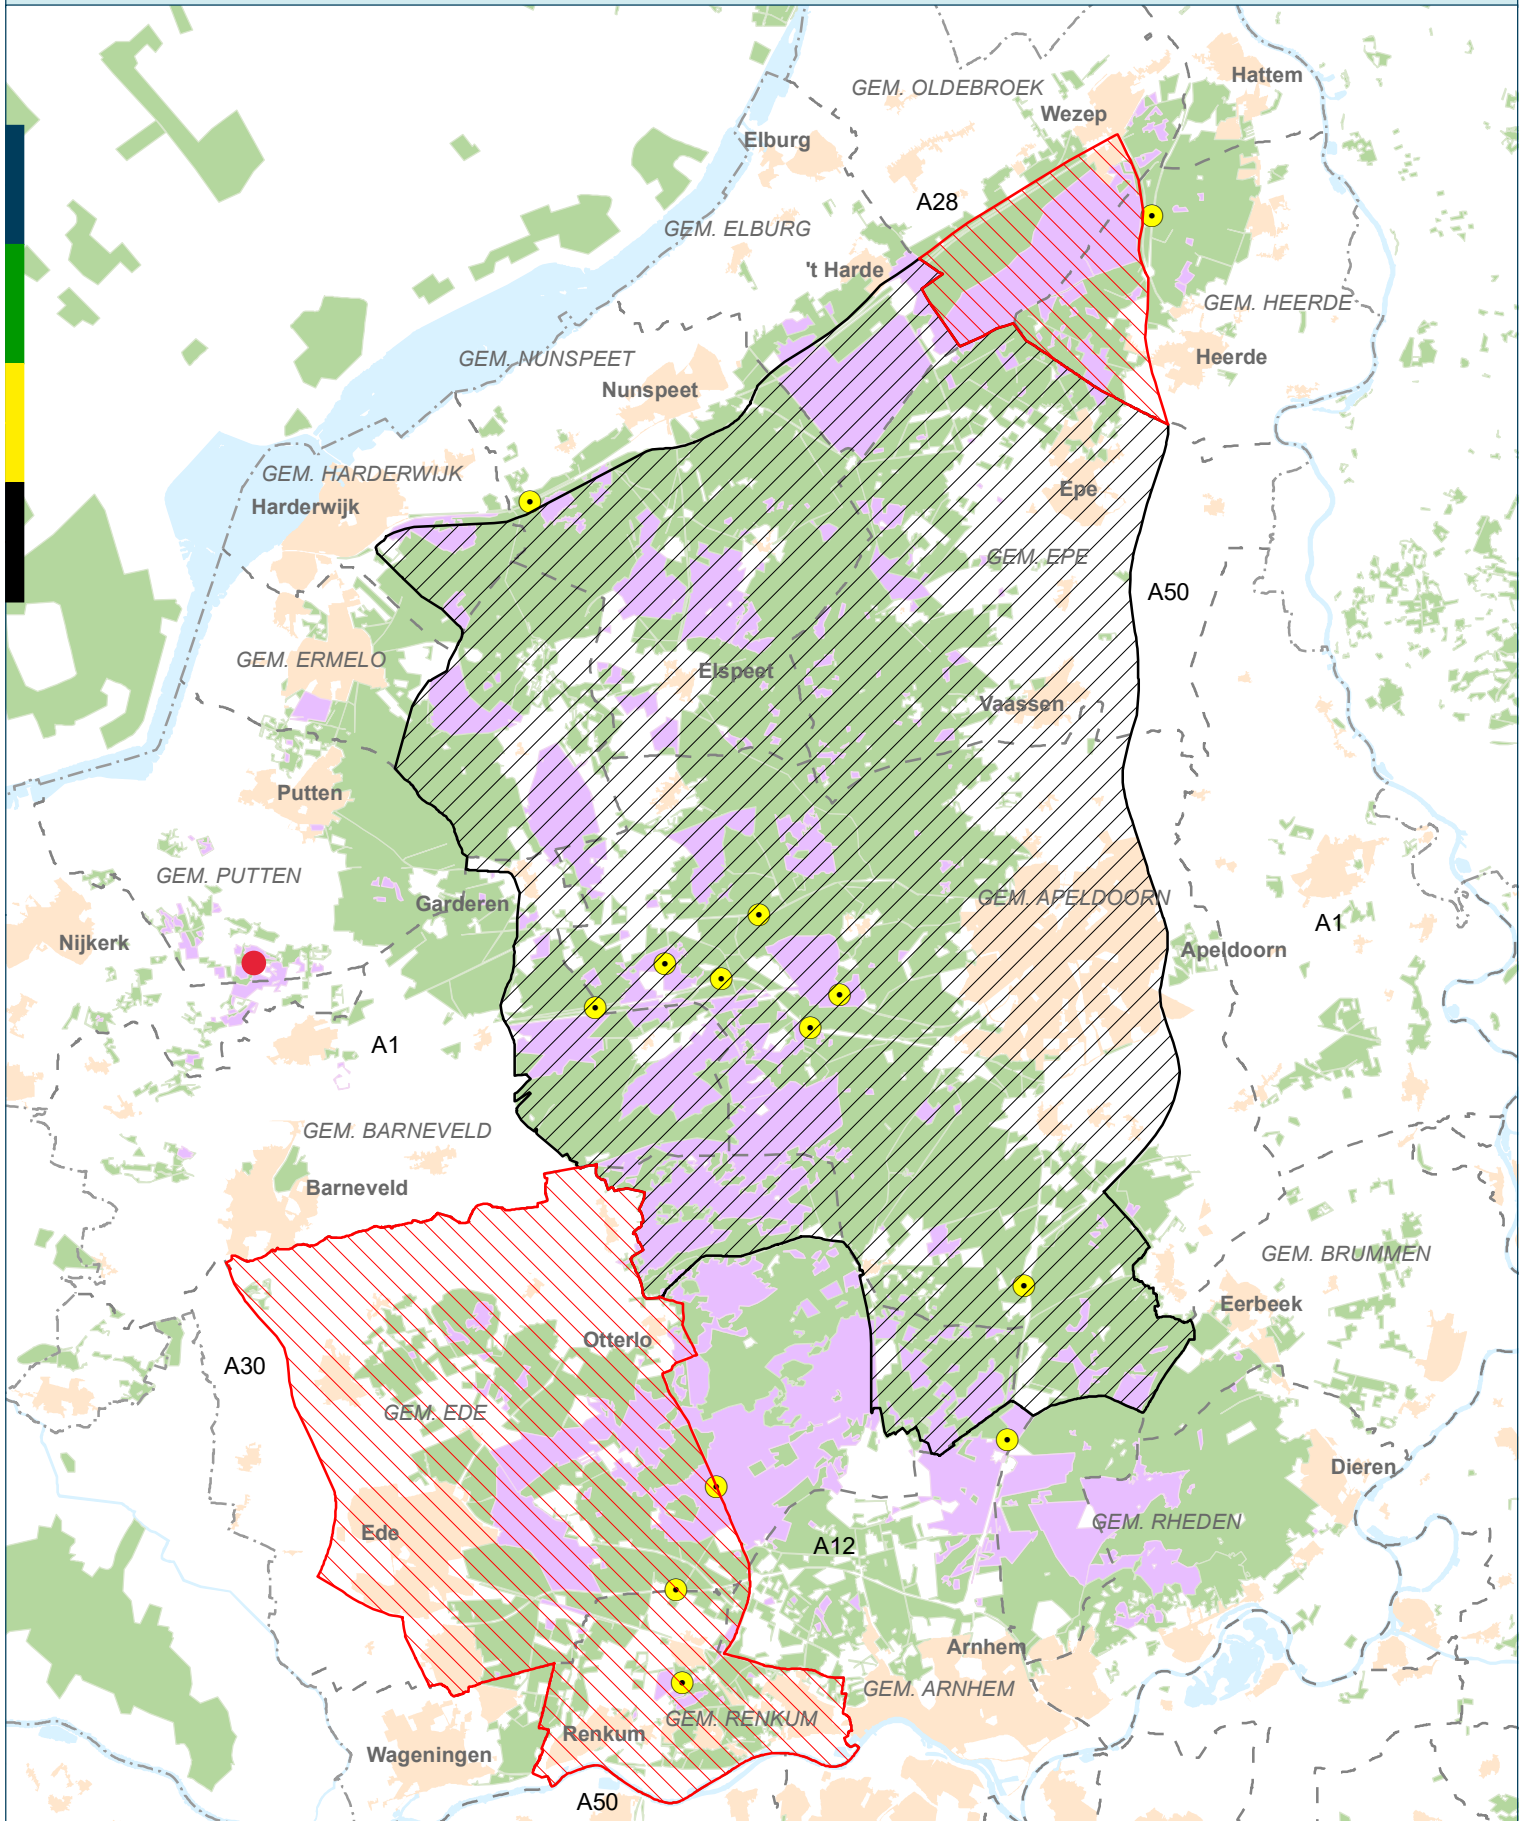 Hattem
GEM. OLDEBROEK
Wezep
Elburg
A28
GEM. ELBURG
't Harde
GEM. HEERDE
GEM. NUNSPEET
Heerde
Nunspeet
GEM. HARDERWIJK
Epe
Harderwijk
GEM. EPE
A50
GEM. ERMELO
Elspeet
Vaassen
Putten
GEM. PUTTEN
GEM. APELDOORN
Garderen
A1
Nijkerk
Apeldoorn
A1
GEM. BARNEVELD
Barneveld
GEM. BRUMMEN
Eerbeek
Otterlo
A30
GEM. EDE
Dieren
GEM. RHEDEN
Ede
A12
Arnhem
GEM. ARNHEM
GEM. RENKUM
Renkum
Wageningen
A50